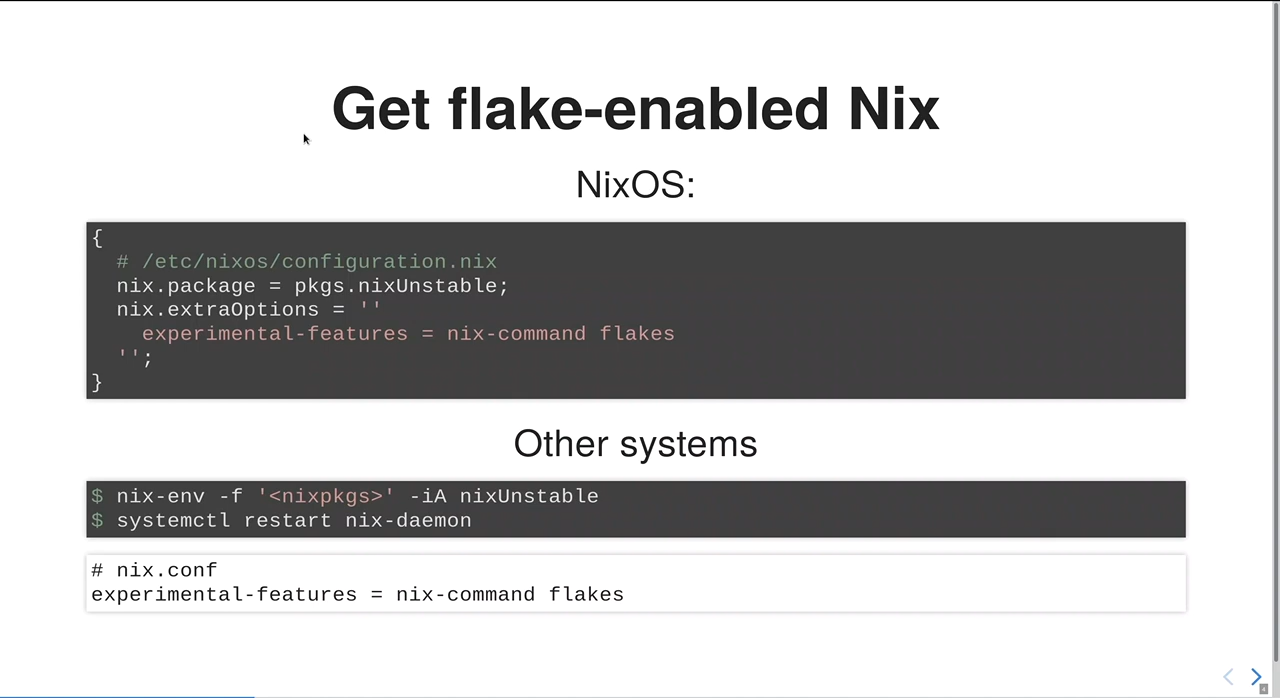 Get flake-enabled Nix
NixOS:
{
  # /etc/nixos/configuration.nix
  nix.package = pkgs.nixUnstable;
  nix.extraOptions = ''
    experimental-features = nix-command flakes
  '';
}
Other systems
$ nix-env -f '<nixpkgs>' -iA nixUnstable
$ systemctl restart nix-daemon
# nix.conf
experimental-features = nix-command flakes